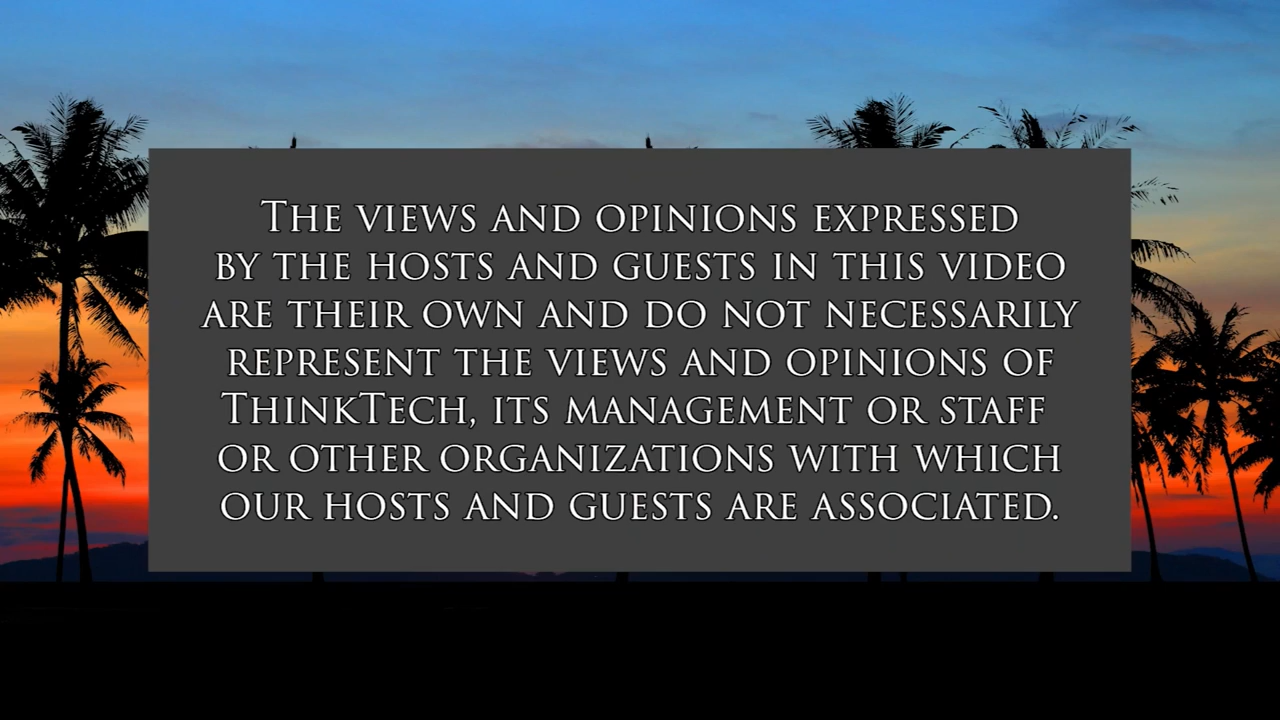 The views and opinions expressed
by the hosts and guests in this video
are their own and do not necessarily
represent the views and opinions of
ThinkTech, its management or staff
or other organizations with which
our hosts and guests are associated.